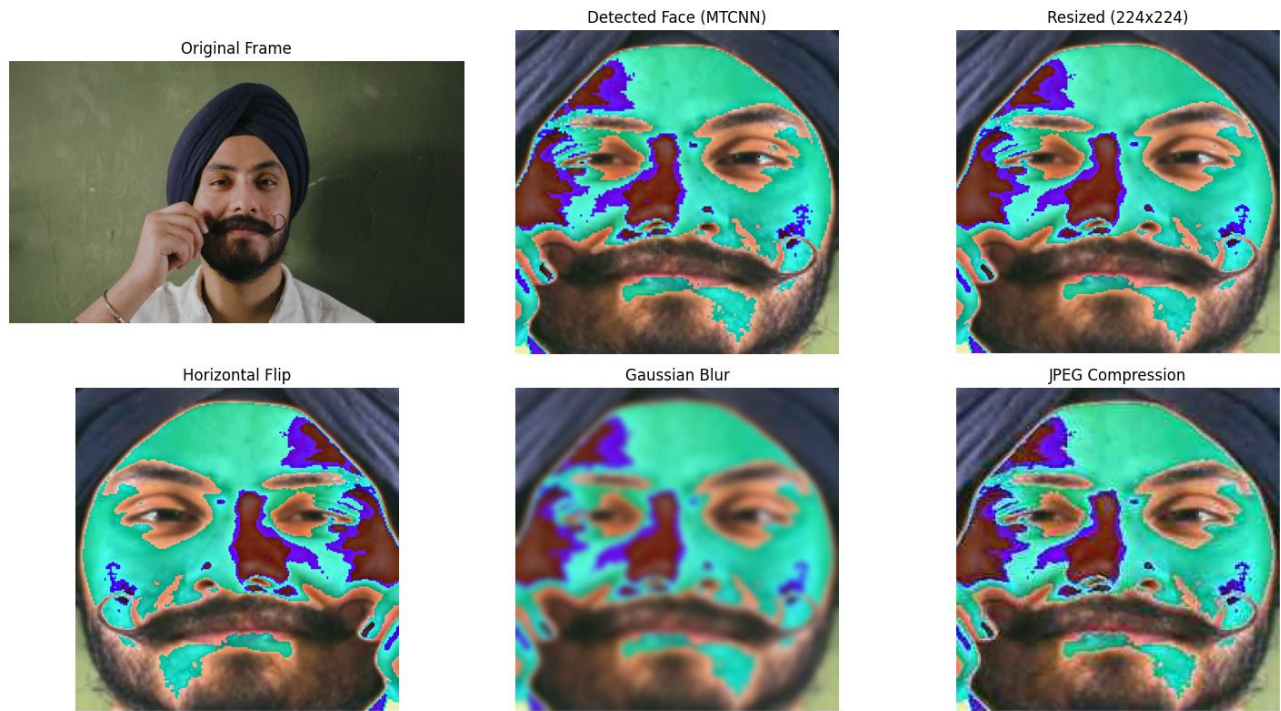 Original Frame
Detected Face (MTCNN)
Resized (224x224)
Horizontal Flip
Gaussian Blur
JPEG Compression